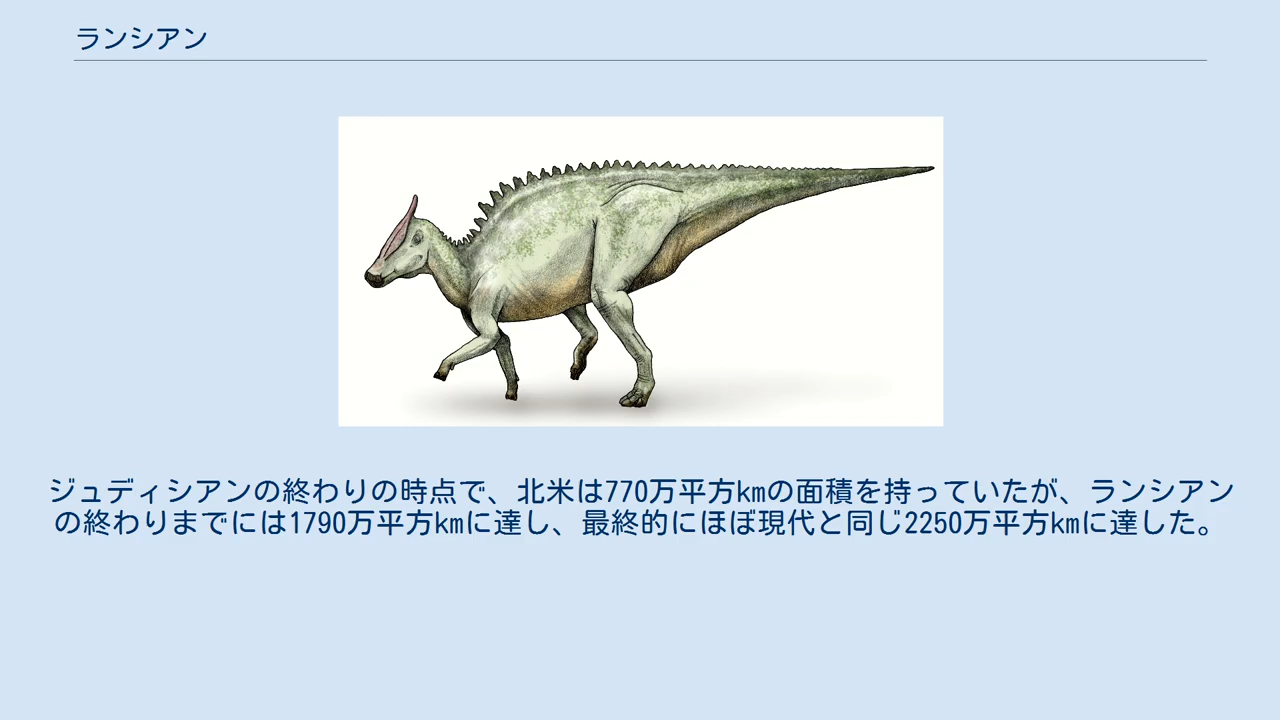 ランシアン
ジュディシアンの終わりの時点で、北米は770万平方kmの面積を持っていたが、ランシアン
の終わりまでには1790万平方kmに達し、最終的にほぼ現代と同じ2250万平方kmに達した。